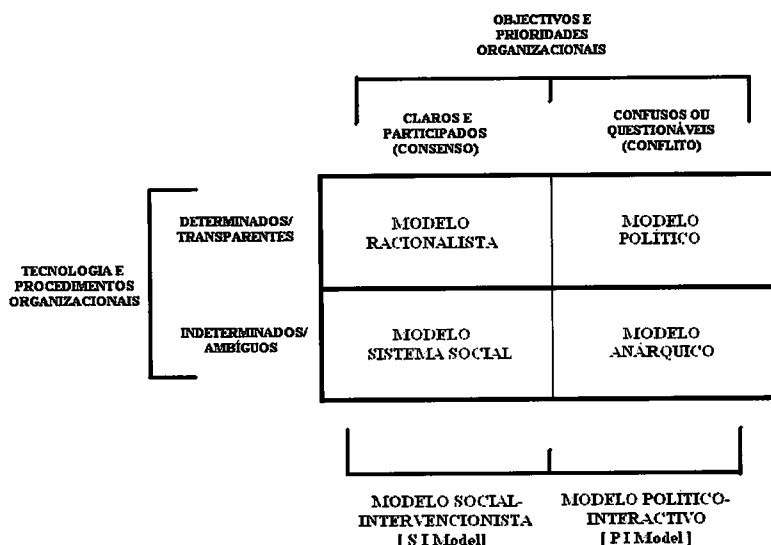 OBJECTIVOS E
PRIORIDADES
ORGANIZACIONAIS
CLAROS E
PARTICIPADOS
(CONSENSO)
CONFUSOS OU
QUESTIONÁVEIS
(CONFLITO)
TECNOLOGIA E
PROCEDIMENTOS
ORGANIZACIONAIS
DETERMINADOS/
TRANSPARENTES
MODELO
RACIONALISTA
MODELO
POLÍTICO
INDETERMINADOS/
AMBÍGUOS
MODELO
SISTEMA SOCIAL
MODELO
ANÁRQUICO
MODELO SOCIAL-
INTERVENCIONISTA
[ S I Model]
MODELO POLÍTICO-
INTERACTIVO
[ P I Model ]